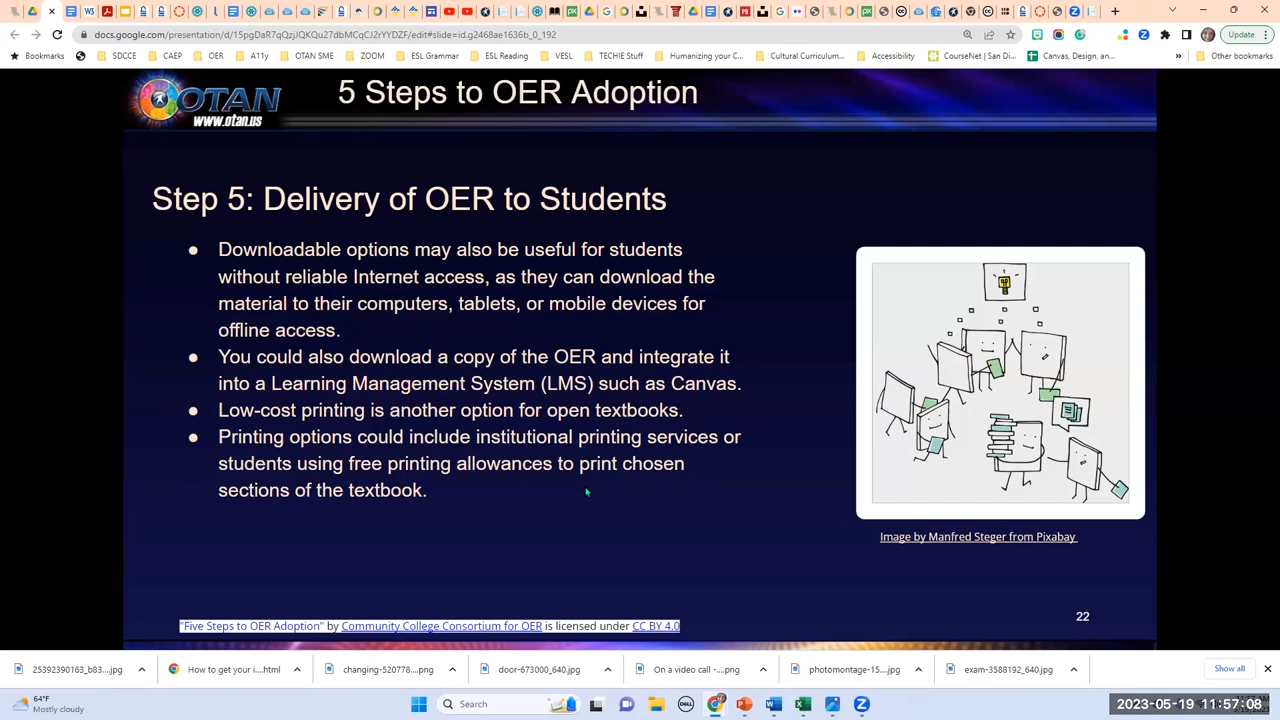 docs.google.com/presentation/d/15pgDaR7qQzjJQKQu27dbMCqCJ2rYYDZF/edit#slide=id.g2468ae1636b_0_192
Update
Bookmarks
SDCCE
CAEP
OER
A11y
OTAN SME
ZOOM
ESL Grammar
ESL Reading
VESL
TECHIE Stuff
Humanizing your C...
Cultural Curriculum...
Accessibility
CourseNet (San Di...
Canvas, Design, an...
Other bookmarks
OTAN
www.otan.us
5 Steps to OER Adoption
Step 5: Delivery of OER to Students
● Downloadable options may also be useful for students
without reliable Internet access, as they can download the
material to their computers, tablets, or mobile devices for
offline access.
● You could also download a copy of the OER and integrate it
into a Learning Management System (LMS) such as Canvas.
● Low-cost printing is another option for open textbooks.
● Printing options could include institutional printing services or
students using free printing allowances to print chosen
sections of the textbook.
Image by Manfred Steger from Pixabay
22
"Five Steps to OER Adoption" by Community College Consortium for OER is licensed under CC BY 4.0
25392390163_b83....jpg
How to get your i....html
changing-520778....png
door-673000_640.jpg
On a video call -....png
photomontage-15....jpg
exam-3588192_640.jpg
Show all
64°F
Mostly cloudy
Search
DELL
2023-05-19 11:57:08